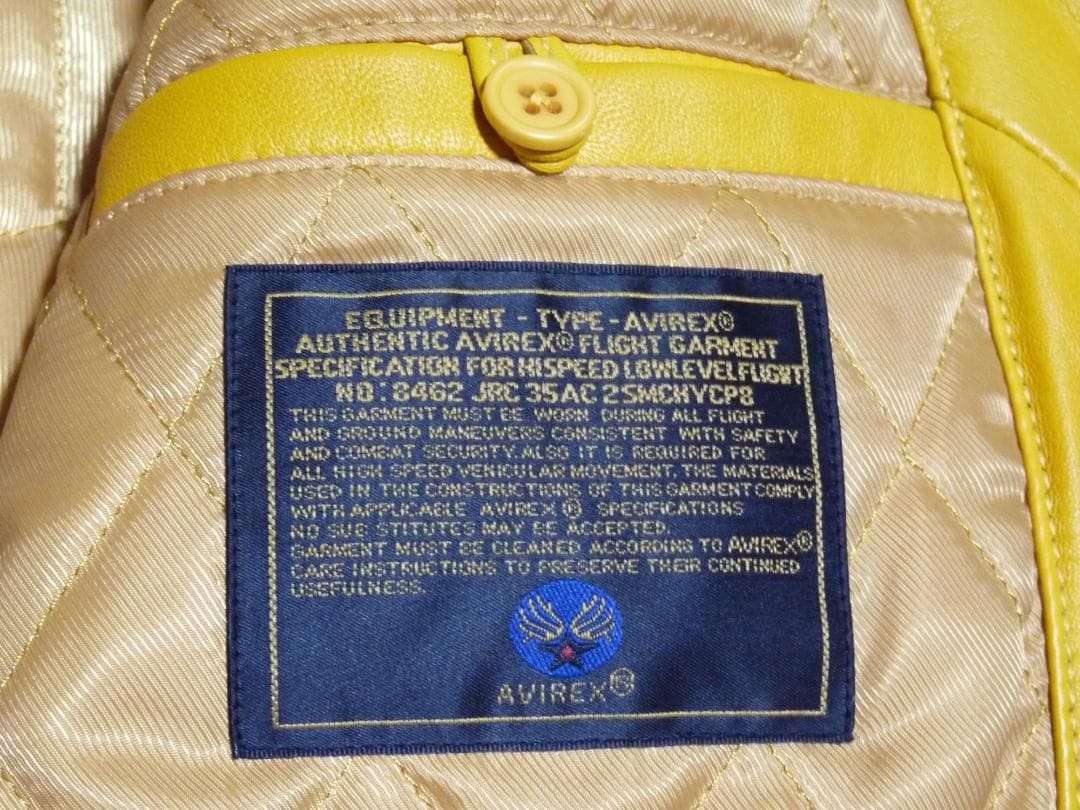 EQUIPMENT - TYPE - AVIREX®
AUTHENTIC AVIREX® FLIGHT GARMENT
SPECIFICATION FOR HISPEED LOWLEVELFLIGHT
NO: 8462 JRC 35AC 25MCHYCP8
THIS GARMENT MUST BE WORN DURING ALL FLIGHT
AND GROUND MANEUVERS CONSISTENT WITH SAFETY
AND COMBAT SECURITY. ALSO IT IS REQUIRED FOR
ALL HIGH SPEED VEHICULAR MOVEMENT, THE MATERIALS
USED IN THE CONSTRUCTIONS OF THIS GARMENT COMPLY
WITH APPLICABLE AVIREX ® SPECIFICATIONS
NO SUB STITUTES MAY BE ACCEPTED.
GARMENT MUST BE CLEANED ACCORDING TO AVIREX®
CARE INSTRUCTIONS TO PRESERVE THEIR CONTINUED
USEFULNESS.
AVIREX®